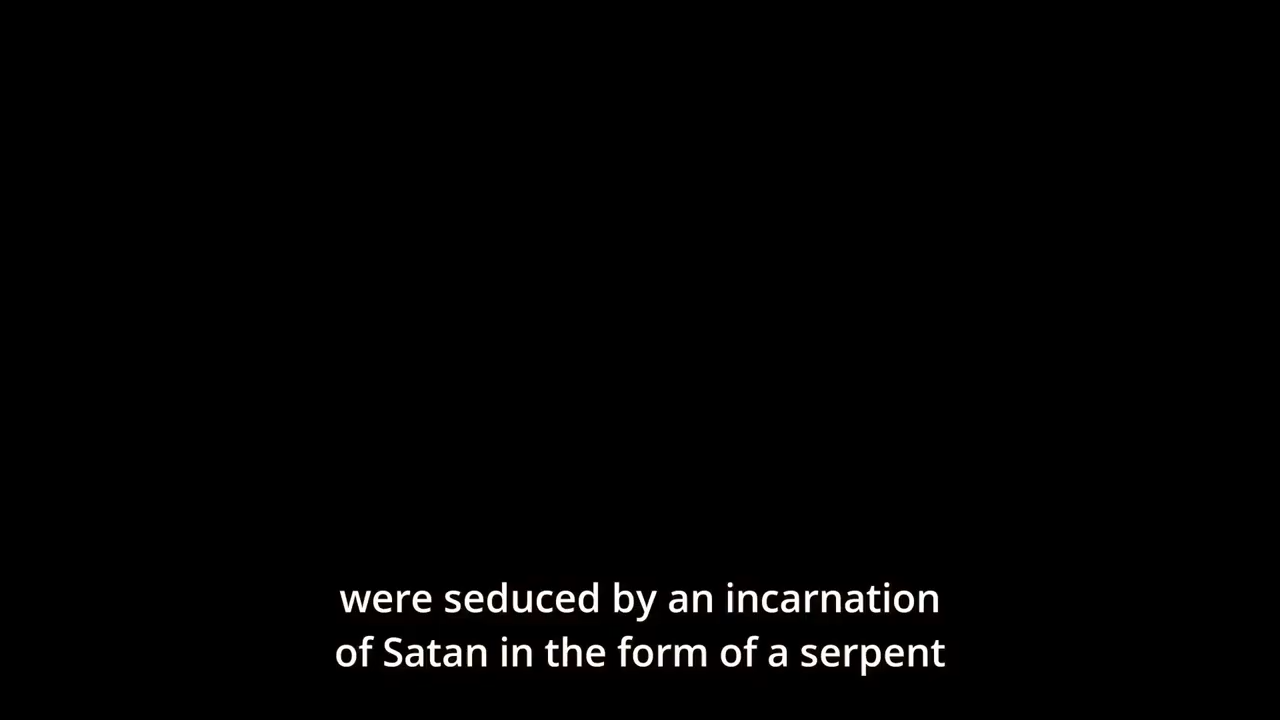 were seduced by an incarnation
of Satan in the form of a serpent